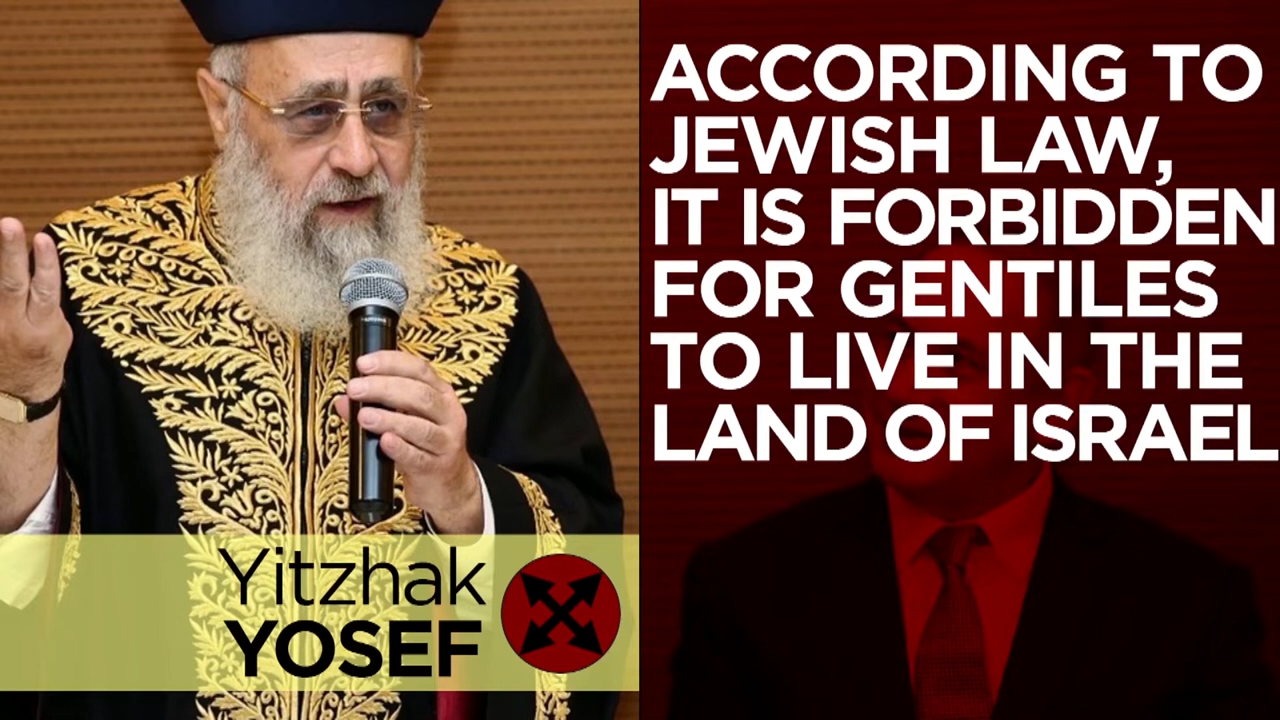 ACCORDING TO
JEWISH LAW,
IT IS FORBIDDEN
FOR GENTILES
TO LIVE IN THE
LAND OF ISRAEL
Yitzhak
YOSEF